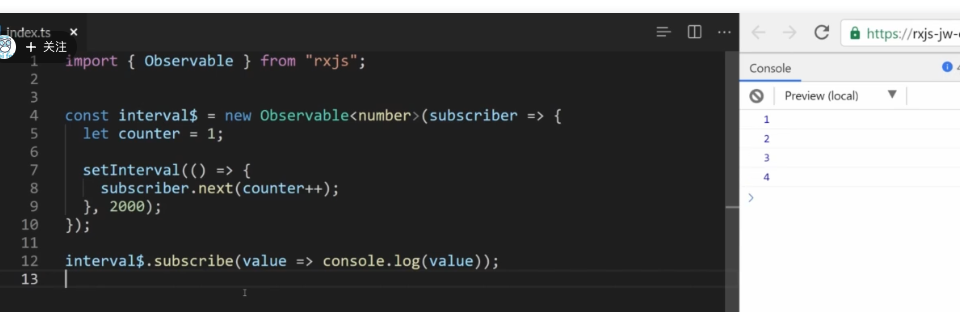 index.ts ×
+ 关注
1 import { Observable } from "rxjs";
2
3
4 const interval$ = new Observable<number>(subscriber => {
5   let counter = 1;
6
7   setInterval(() => {
8     subscriber.next(counter++);
9   }, 2000);
10 });
11
12 interval$.subscribe(value => console.log(value));
13
https://rxjs-jw-
Console
4
Preview (local)
1
2
3
4